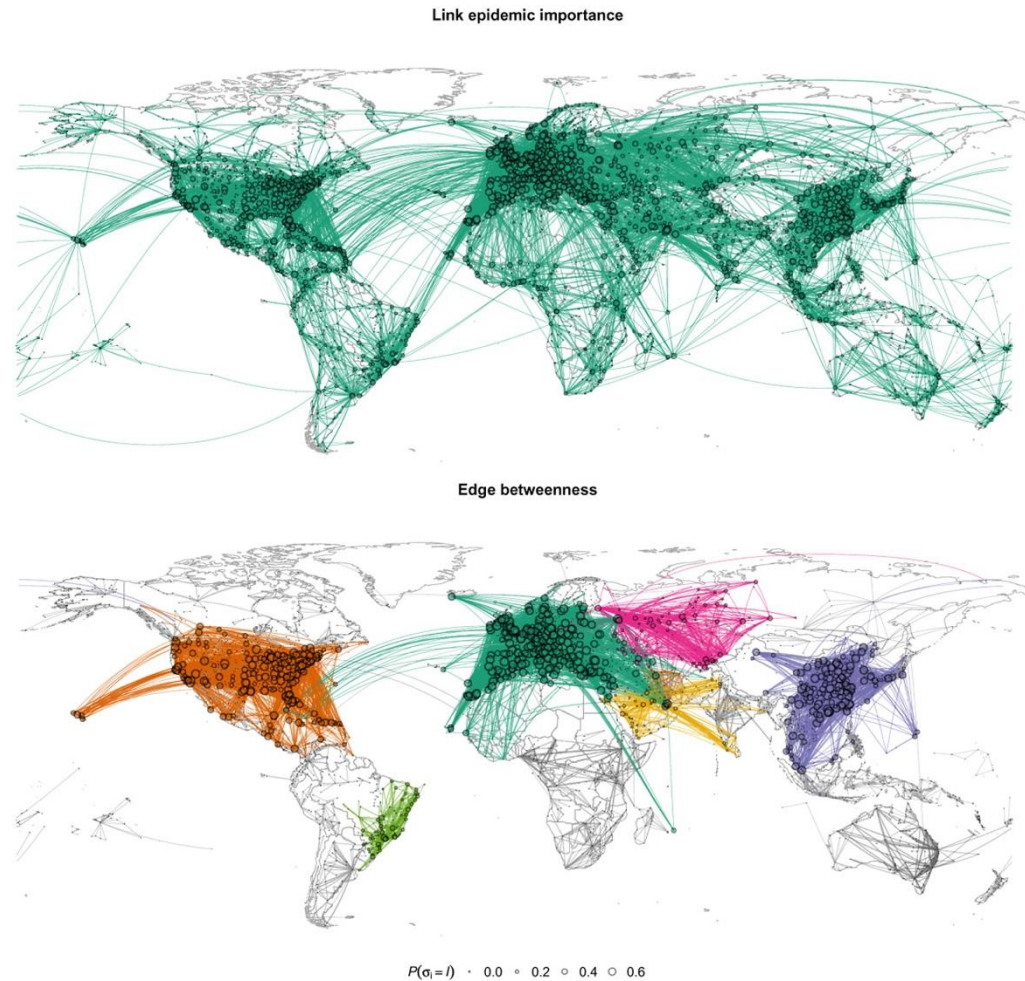 Link epidemic importance
Edge betweenness
P(σᵢ = I) 0.0 0.2 0.4 0.6